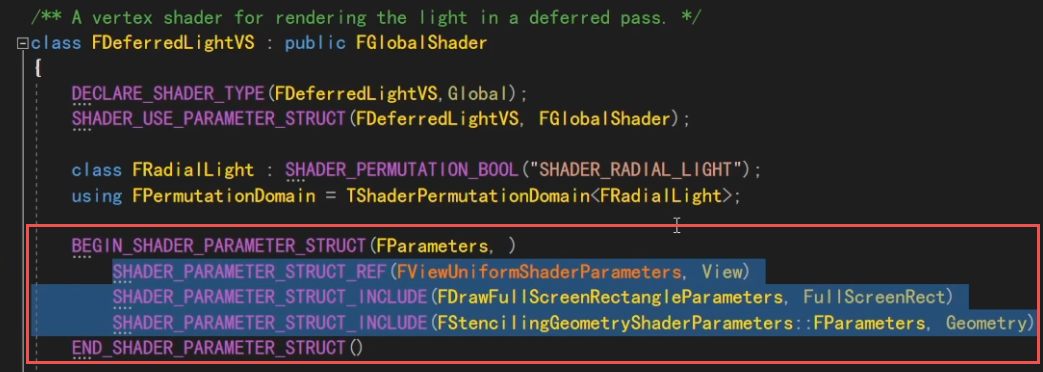 /** A vertex shader for rendering the light in a deferred pass. */
class FDeferredLightVS : public FGlobalShader
{
DECLARE_SHADER_TYPE(FDeferredLightVS,Global);
SHADER_USE_PARAMETER_STRUCT(FDeferredLightVS, FGlobalShader);
class FRadialLight : SHADER_PERMUTATION_BOOL("SHADER_RADIAL_LIGHT");
using FPermutationDomain = TShaderPermutationDomain<FRadialLight>;
BEGIN_SHADER_PARAMETER_STRUCT(FParameters, )
SHADER_PARAMETER_STRUCT_REF(FViewUniformShaderParameters, View)
SHADER_PARAMETER_STRUCT_INCLUDE(FDrawFullScreenRectangleParameters, FullScreenRect)
SHADER_PARAMETER_STRUCT_INCLUDE(FStencilingGeometryShaderParameters::FParameters, Geometry)
END_SHADER_PARAMETER_STRUCT()